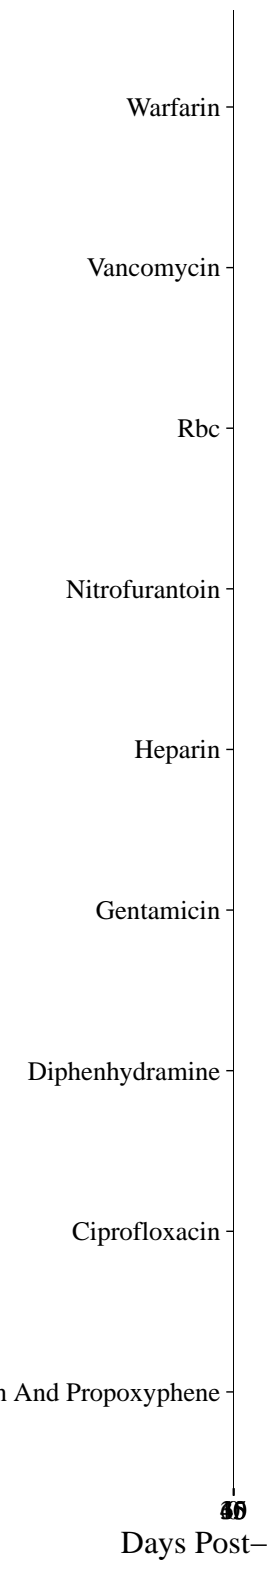 Warfarin
Vancomycin
Rbc
Nitrofurantoin
Heparin
Gentamicin
Diphenhydramine
Ciprofloxacin
And Propoxyphene
Days Post–